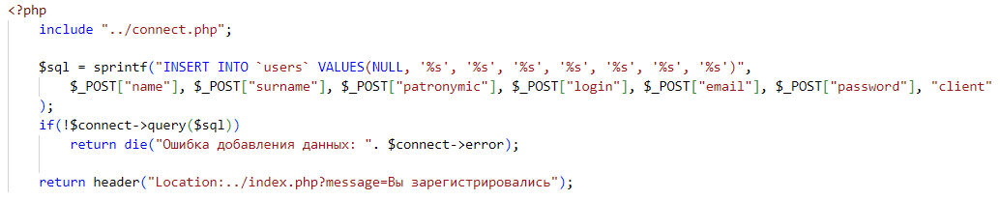 <?php
include "../connect.php";
$sql = sprintf("INSERT INTO `users` VALUES(NULL, '%s', '%s', '%s', '%s', '%s', '%s', '%s')",
$_POST["name"], $_POST["surname"], $_POST["patronymic"], $_POST["login"], $_POST["email"], $_POST["password"], "client"
);
if(!$connect->query($sql))
return die("Ошибка добавления данных: ". $connect->error);
return header("Location:../index.php?message=Вы зарегистрировались");